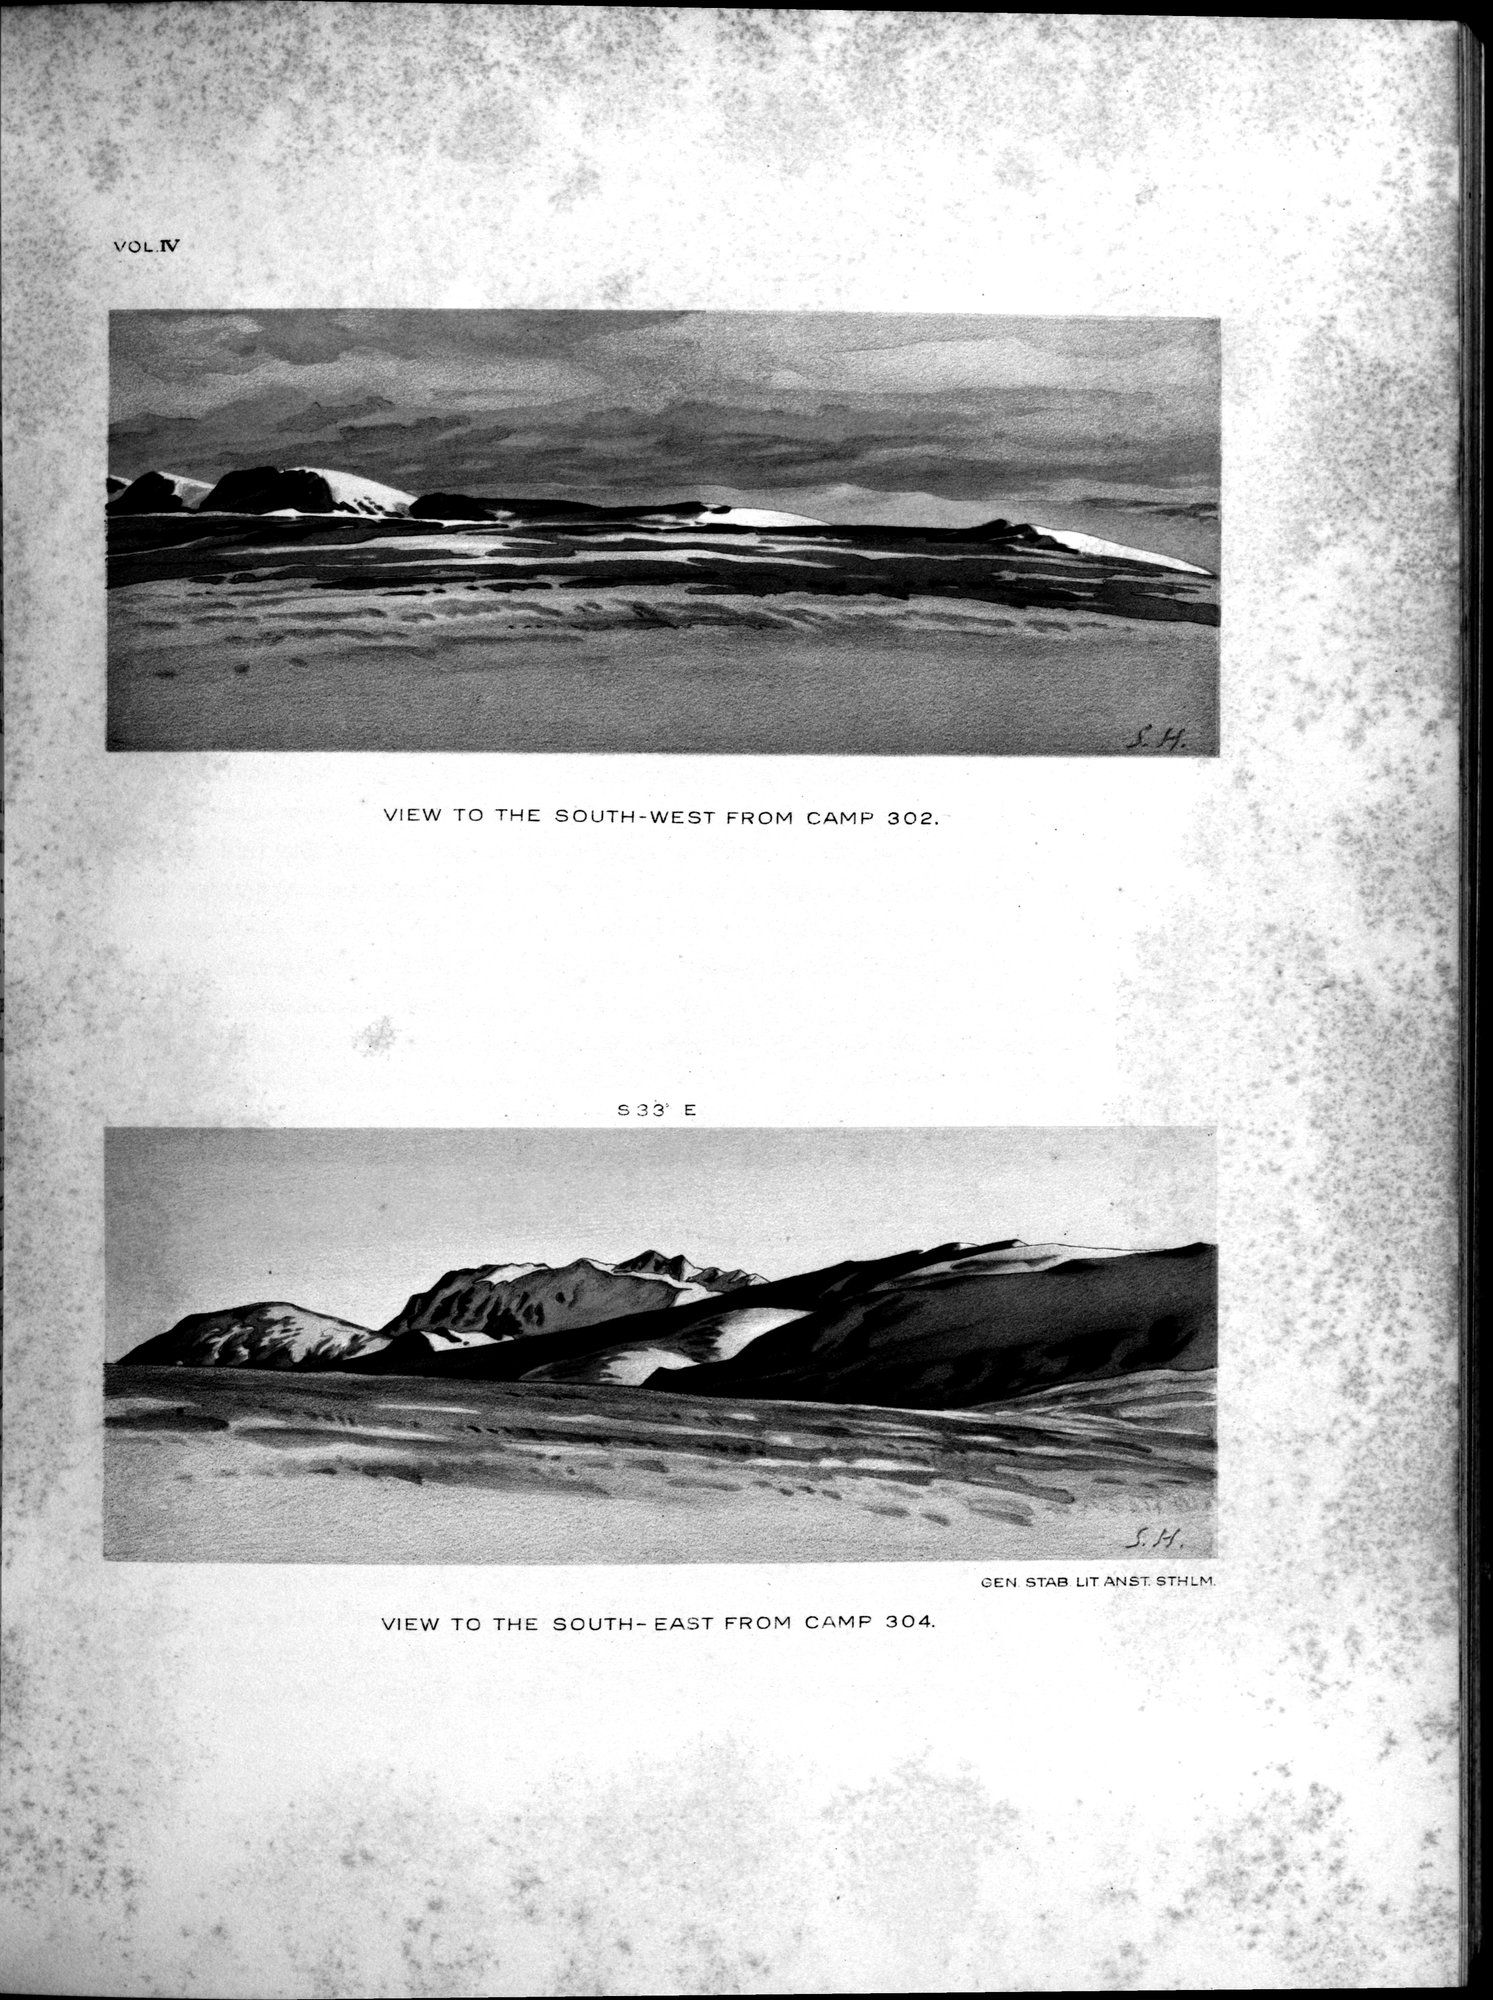 VOL. IV
S. H.
VIEW TO THE SOUTH-WEST FROM CAMP 302.
S 33° E
S. H.
GEN. STAB. LIT. ANST. STHLM.
VIEW TO THE SOUTH-EAST FROM CAMP 304.